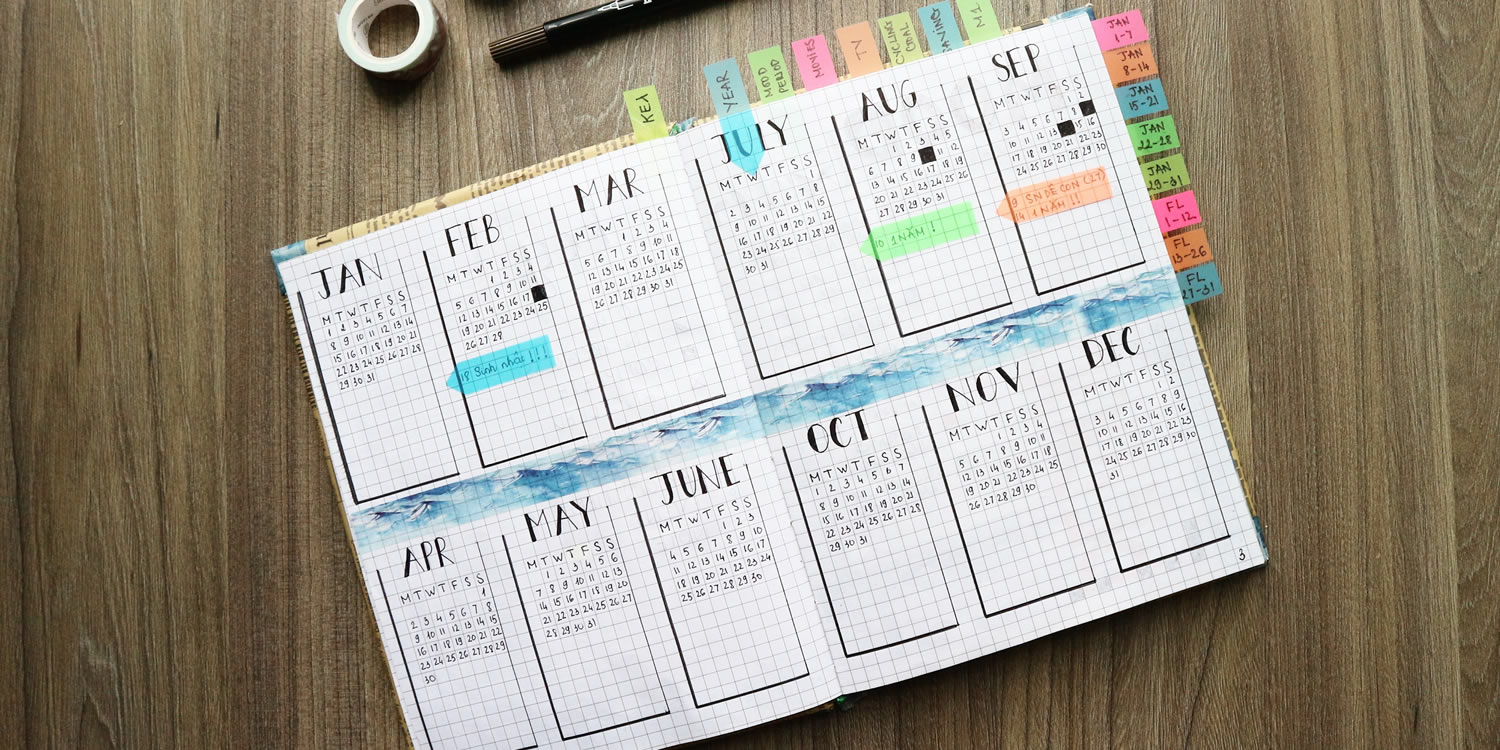 KEY
YEAR
MOOD
PERIOD
MOVIES
TV
CYCLING
GOAL
SAVING
JAN
1-7
JAN
8-14
JAN
15-21
JAN
22-28
JAN
29-31
FL
1-12
FL
13-26
FL
27-31
JAN
M T W T F S S
1 2 3 4 5 6 7
8 9 10 11 12 13 14
15 16 17 18 19 20 21
22 23 24 25 26 27 28
29 30 31
FEB
M T W T F S S
1 2 3 4
5 6 7 8 9 10 11
12 13 14 15 16 17
19 20 21 22 23 24 25
26 27 28
18 Sinh nhâc !!!
MAR
M T W T F S S
1 2 3 4
5 6 7 8 9 10 11
12 13 14 15 16 17 18
19 20 21 22 23 24 25
26 27 28 29 30 31
APR
M T W T F S S
1
2 3 4 5 6 7 8
9 10 11 12 13 14 15
16 17 18 19 20 21 22
23 24 25 26 27 28 29
30
MAY
M T W T F S S
1 2 3 4 5 6
7 8 9 10 11 12 13
14 15 16 17 18 19 20
21 22 23 24 25 26 27
28 29 30 31
JUNE
M T W T F S S
1 2 3
4 5 6 7 8 9 10
11 12 13 14 15 16 17
18 19 20 21 22 23 24
25 26 27 28 29 30
JULY
M T W T F S S
1
2 3 4 5 6 7 8
9 10 11 12 13 14 15
16 17 18 19 20 21 22
23 24 25 26 27 28 29
30 31
AUG
M T W T F S S
1 2 3 4 5
6 7 8 9 11 12
13 14 15 16 17 18 19
20 21 22 23 24 25 26
27 28 29 30 31
10 1 NĂM !
SEP
M T W T F S S
1 2
3 4 5 6 7 8
10 11 12 13 15 16
17 18 19 20 21 22 23
24 25 26 27 28 29 30
9 SN DÊ CON (27)
14 1 NĂM !!
OCT
M T W T F S S
1 2 3 4 5 6 7
8 9 10 11 12 13 14
15 16 17 18 19 20 21
22 23 24 25 26 27 28
29 30 31
NOV
M T W T F S S
1 2 3 4
5 6 7 8 9 10 11
12 13 14 15 16 17 18
19 20 21 22 23 24 25
26 27 28 29 30
DEC
M T W T F S S
1 2
3 4 5 6 7 8 9
10 11 12 13 14 15 16
17 18 19 20 21 22 23
24 25 26 27 28 29 30
31
3